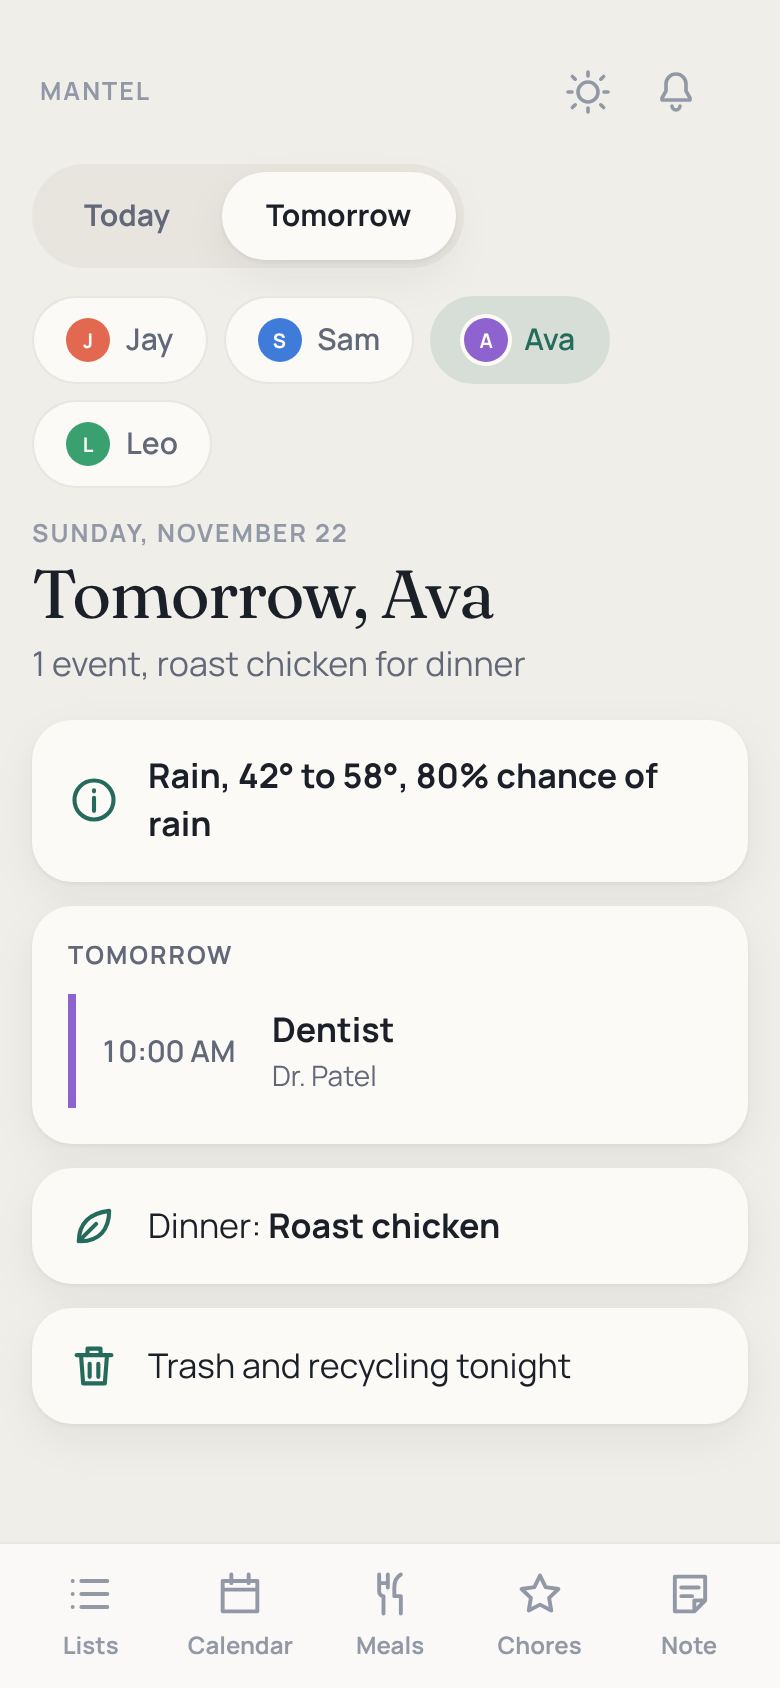 MANTEL
Today
Tomorrow
J Jay
S Sam
A Ava
L Leo
SUNDAY, NOVEMBER 22
Tomorrow, Ava
1 event, roast chicken for dinner
Rain, 42° to 58°, 80% chance of
rain
TOMORROW
10:00 AM
Dentist
Dr. Patel
Dinner: Roast chicken
Trash and recycling tonight
Lists
Calendar
Meals
Chores
Note